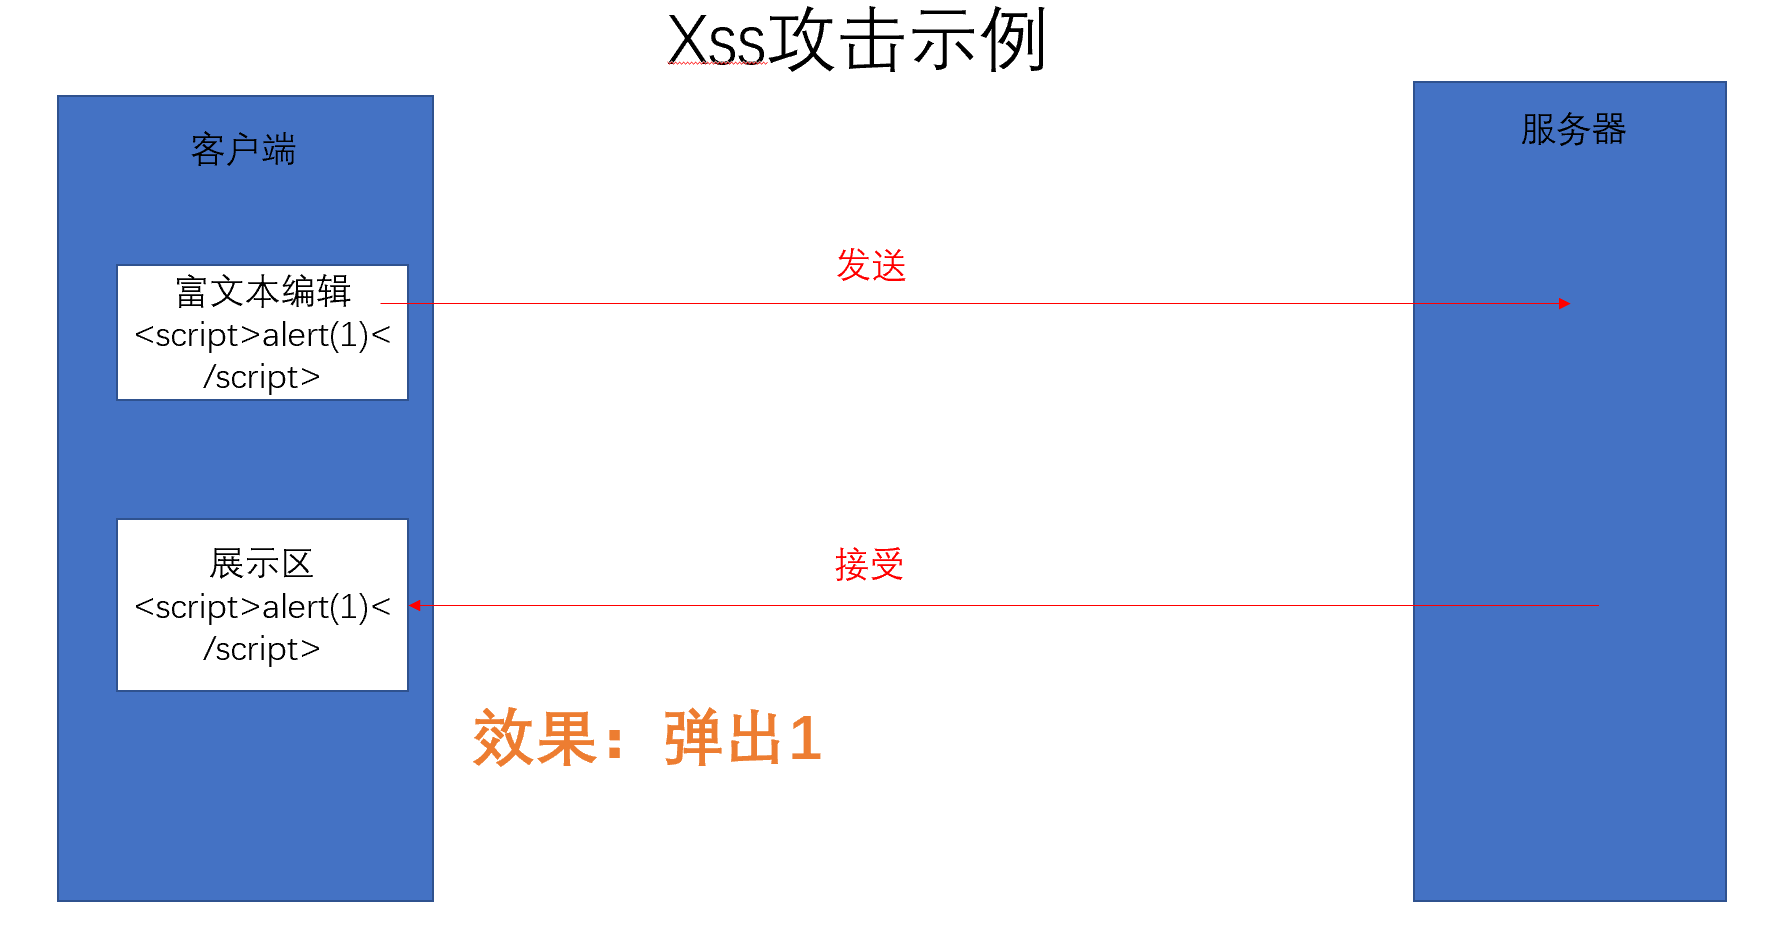 Xss攻击示例
客户端
服务器
发送
富文本编辑
<script>alert(1)<
/script>
接受
展示区
<script>alert(1)<
/script>
效果：弹出1